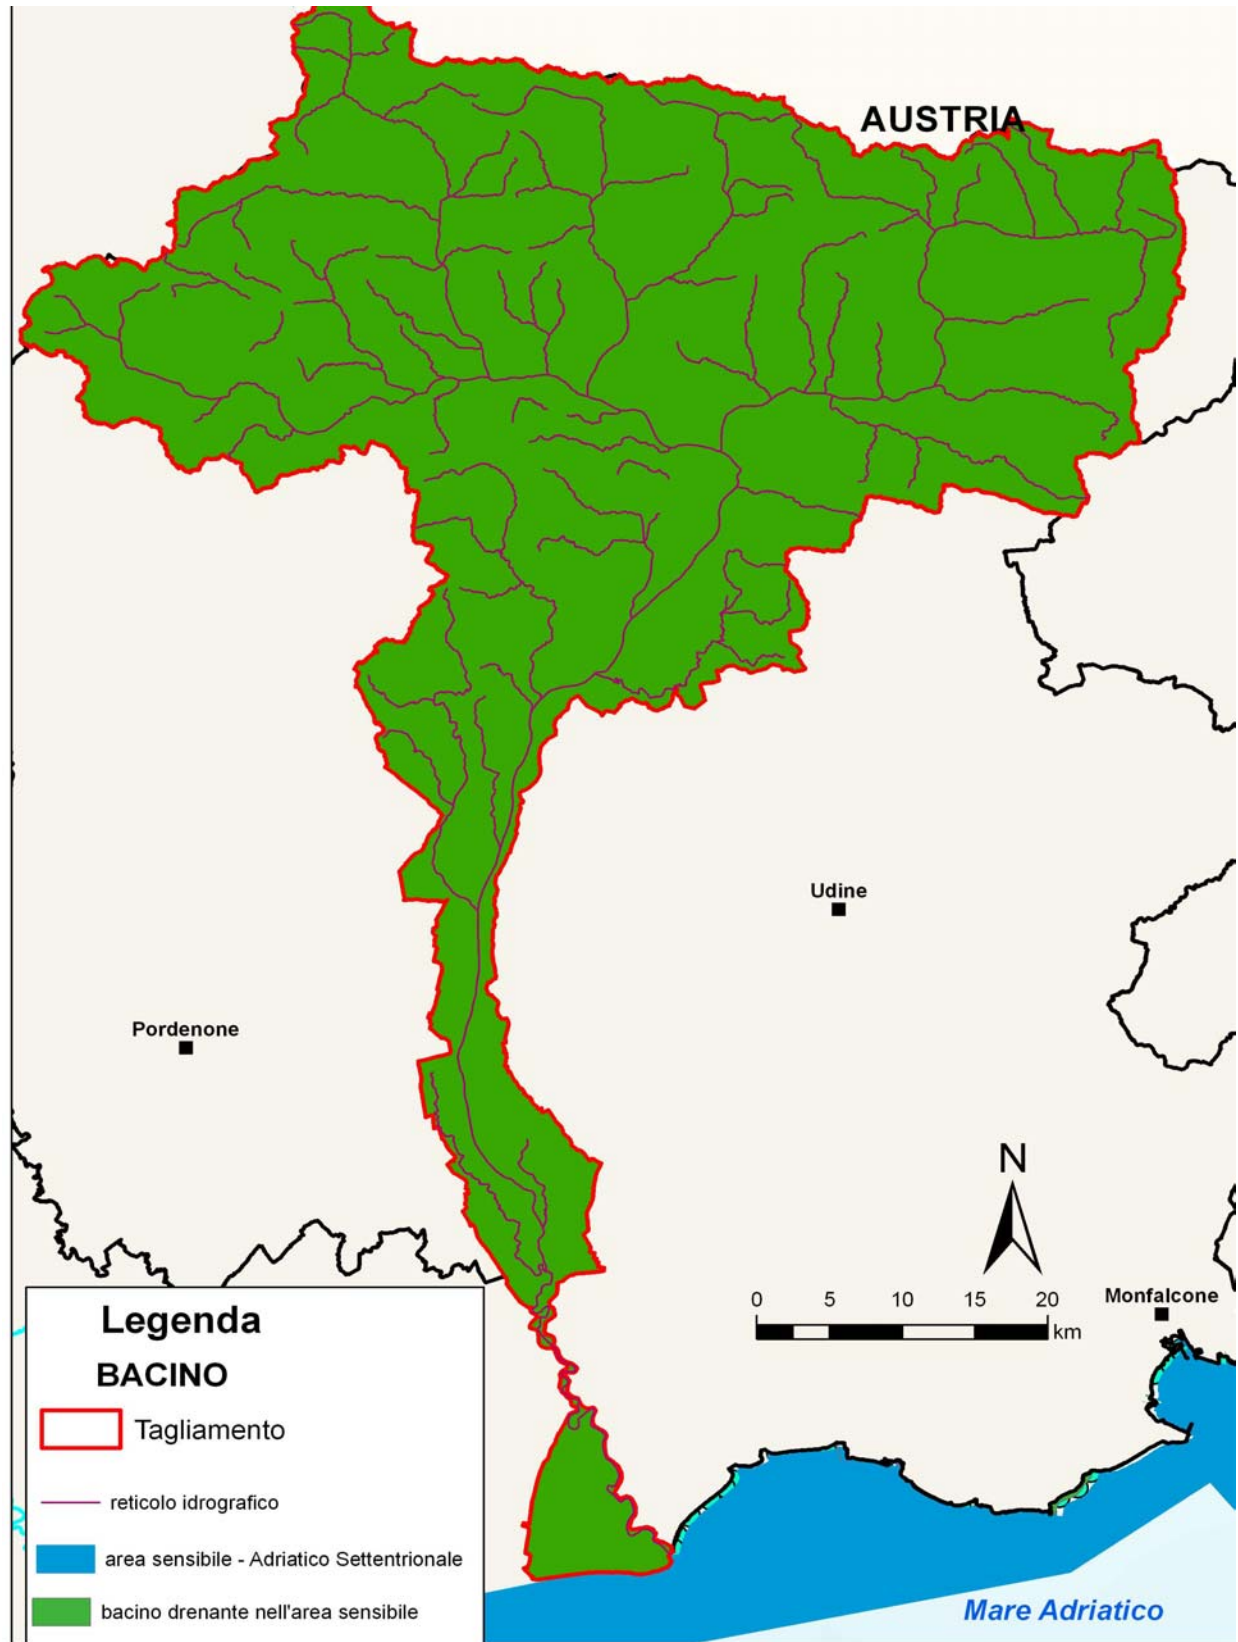 AUSTRIA
Udine
Pordenone
N
0 5 10 15 20
km
Monfalcone
Legenda
BACINO
Tagliamento
reticolo idrografico
area sensibile - Adriatico Settentrionale
bacino drenante nell'area sensibile
Mare Adriatico